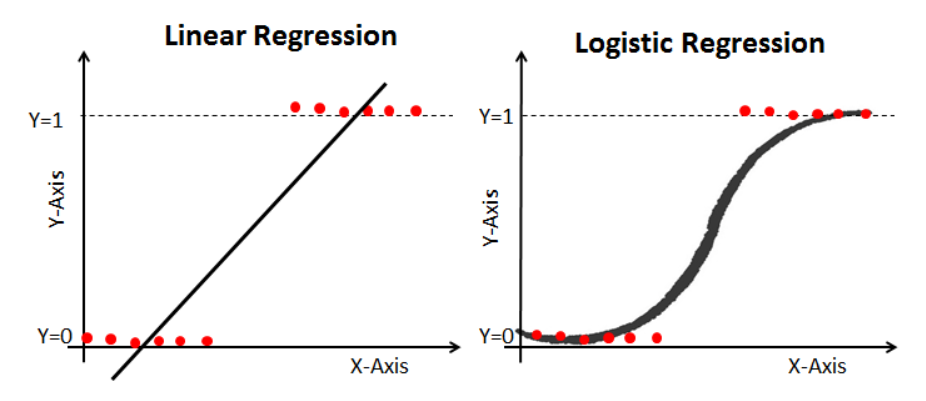 Linear Regression
Y=1
Y-Axis
Y=0
X-Axis
Logistic Regression
Y=1
Y-Axis
Y=0
X-Axis